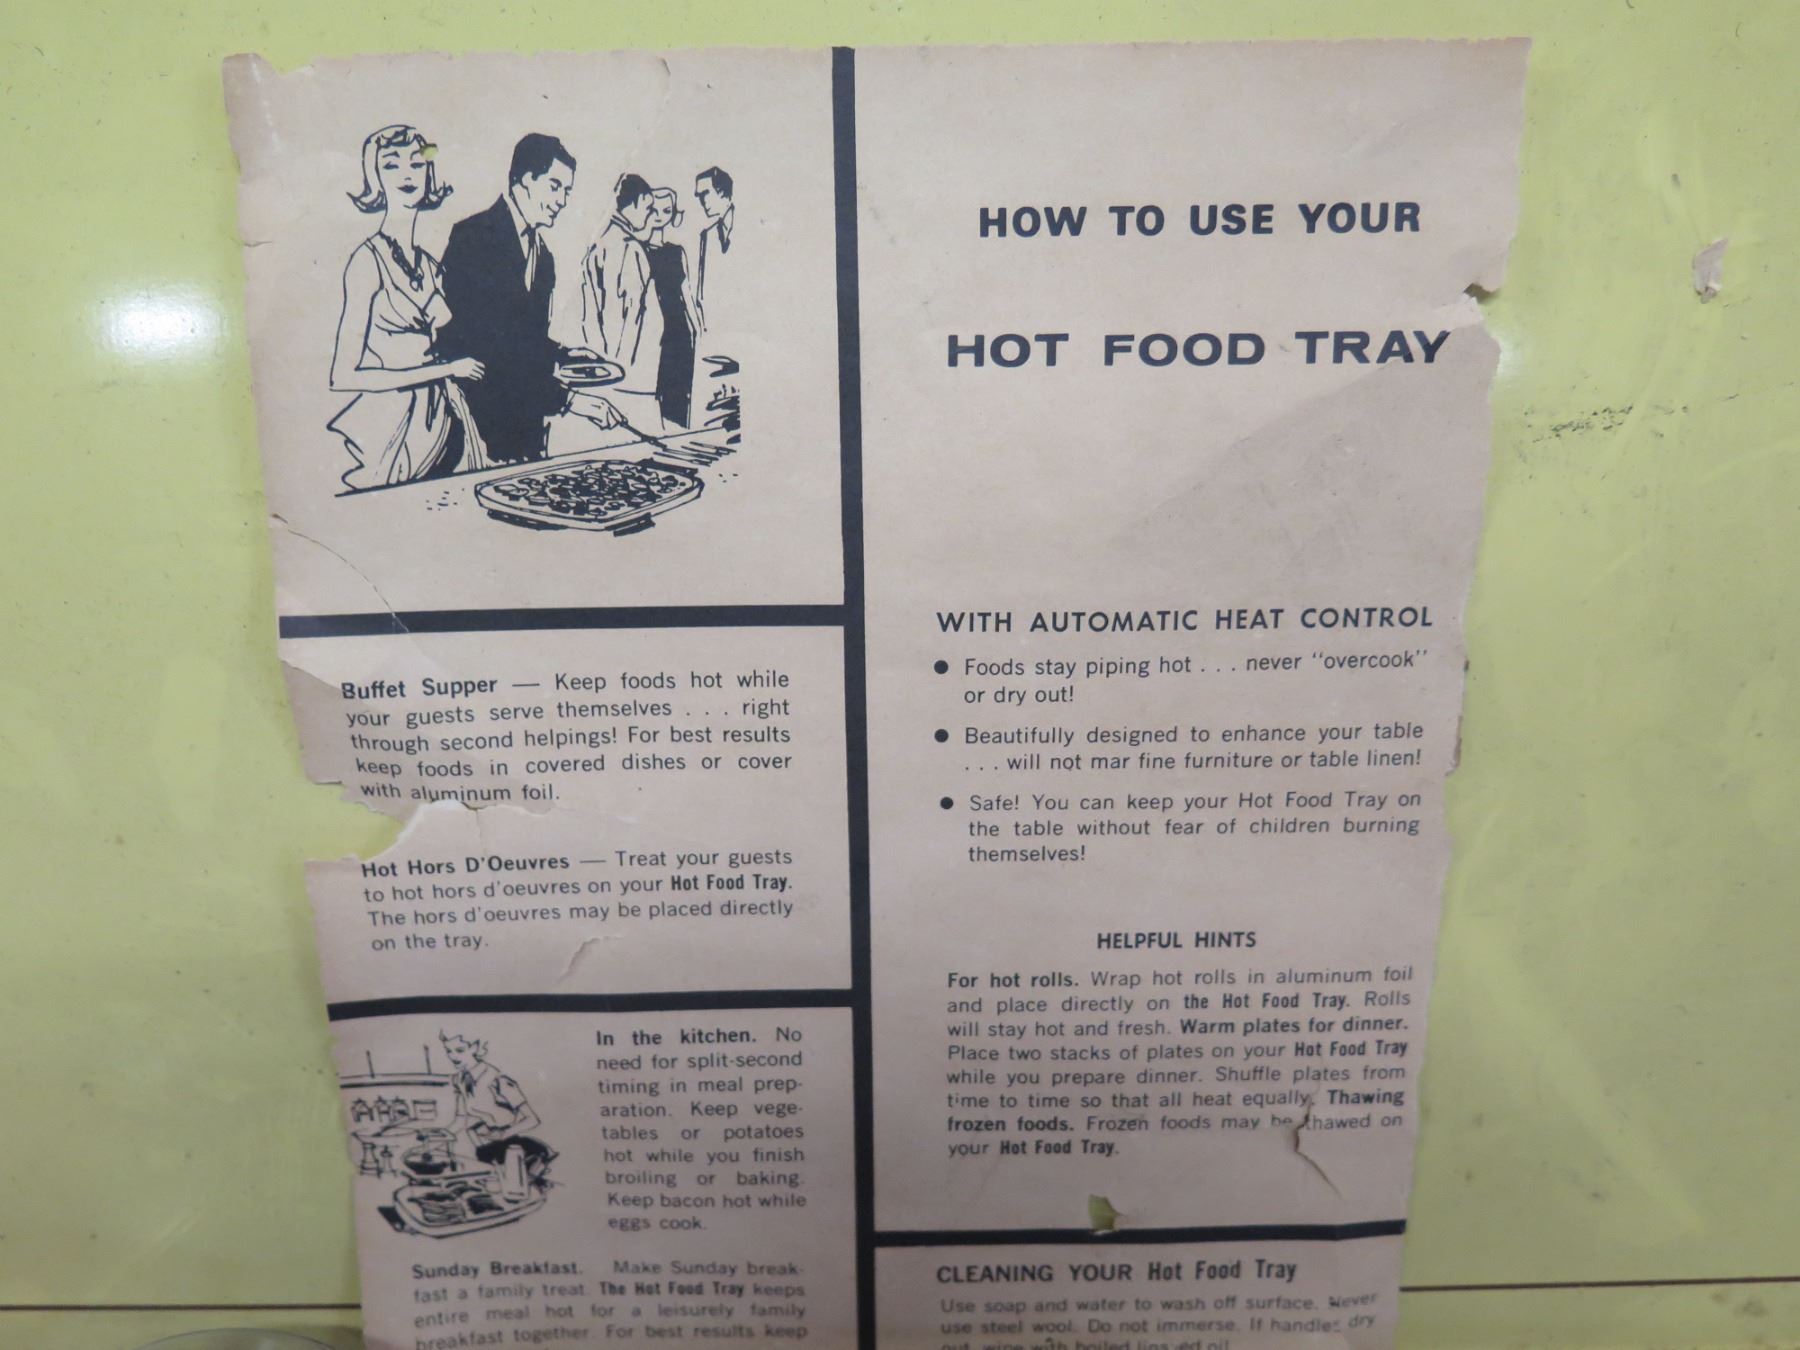 Buffet Supper — Keep foods hot while
your guests serve themselves . . . right
through second helpings! For best results
keep foods in covered dishes or cover
with aluminum foil.
Hot Hors D'Oeuvres — Treat your guests
to hot hors d'oeuvres on your Hot Food Tray.
The hors d'oeuvres may be placed directly
on the tray.
In the kitchen. No
need for split-second
timing in meal prep-
aration. Keep vege-
tables or potatoes
hot while you finish
broiling or baking.
Keep bacon hot while
eggs cook.
Sunday Breakfast. Make Sunday break-
fast a family treat. The Hot Food Tray keeps
entire meal hot for a leisurely family
breakfast together. For best results keep
HOW TO USE YOUR
HOT FOOD TRAY
WITH AUTOMATIC HEAT CONTROL
● Foods stay piping hot . . . never "overcook"
or dry out!
● Beautifully designed to enhance your table
. . . will not mar fine furniture or table linen!
● Safe! You can keep your Hot Food Tray on
the table without fear of children burning
themselves!
HELPFUL HINTS
For hot rolls. Wrap hot rolls in aluminum foil
and place directly on the Hot Food Tray. Rolls
will stay hot and fresh. Warm plates for dinner.
Place two stacks of plates on your Hot Food Tray
while you prepare dinner. Shuffle plates from
time to time so that all heat equally. Thawing
frozen foods. Frozen foods may be thawed on
your Hot Food Tray.
CLEANING YOUR Hot Food Tray
Use soap and water to wash off surface. Never
use steel wool. Do not immerse. If handles dry
out, wipe with boiled linseed oil